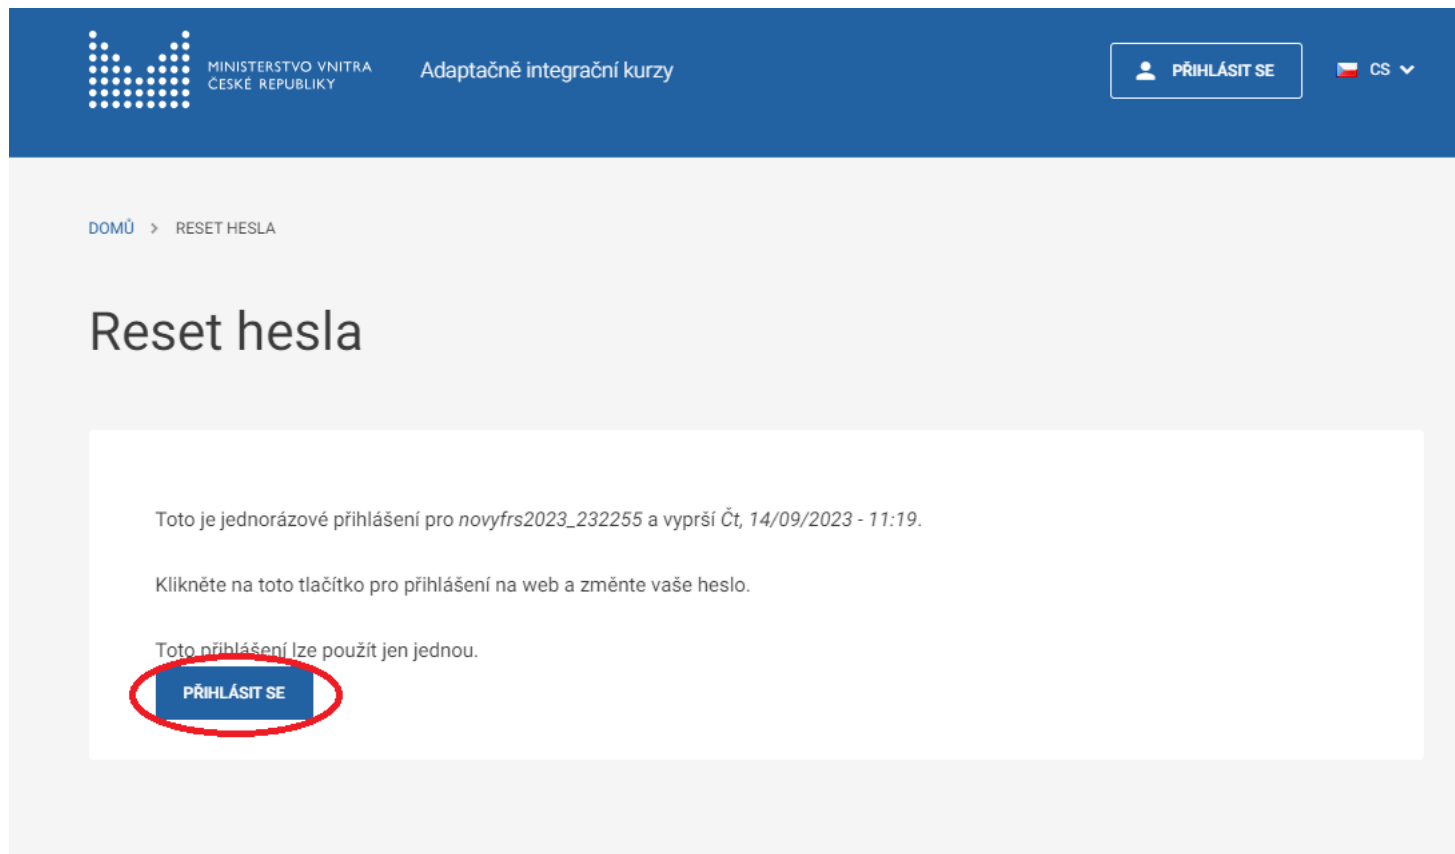 MINISTERSTVO VNITRA
ČESKÉ REPUBLIKY
Adaptačně integrační kurzy
PŘIHLÁSIT SE
CS
DOMŮ > RESET HESLA
Reset hesla
Toto je jednorázové přihlášení pro novyfrs2023_232255 a vyprší Čt, 14/09/2023 - 11:19.
Klikněte na toto tlačítko pro přihlášení na web a změnte vaše heslo.
Toto přihlášení lze použít jen jednou.
PŘIHLÁSIT SE